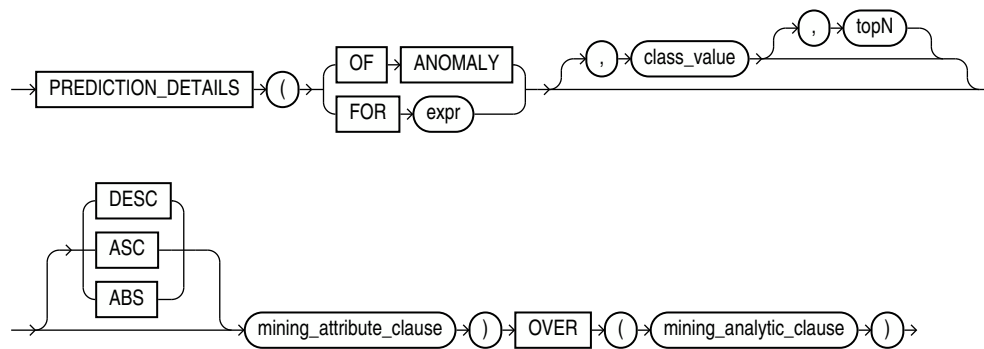 , topN
OF ANOMALY , class_value
PREDICTION_DETAILS (
FOR expr
DESC
ASC
ABS
mining_attribute_clause ) OVER ( mining_analytic_clause )